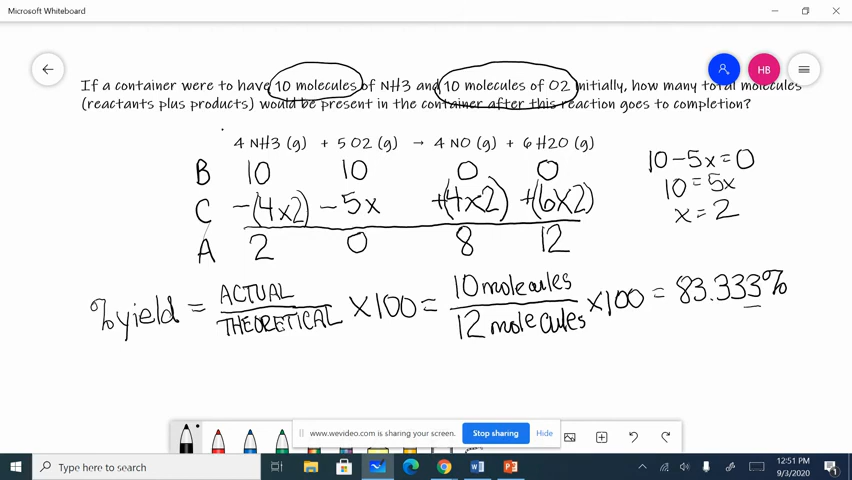 Microsoft Whiteboard
If a container were to have 10 molecules of NH3 and 10 molecules of O2 initially, how many total molecules
HB
(reactants plus products) would be present in the container after this reaction goes to completion?
4 NH3 (g) + 5 O2 (g) → 4 NO (g) + 6 H2O (g)
B 10 10 0 0
C -(4x2) -5x +(4x2) +(6x2)
A 2 0 8 12
10-5x=0
10=5x
x=2
%yield = ACTUAL / THEORETICAL x100 = 10 molecules / 12 molecules x100 = 83.333%
www.wevideo.com is sharing your screen. Stop sharing Hide
Type here to search
12:51 PM
9/3/2020